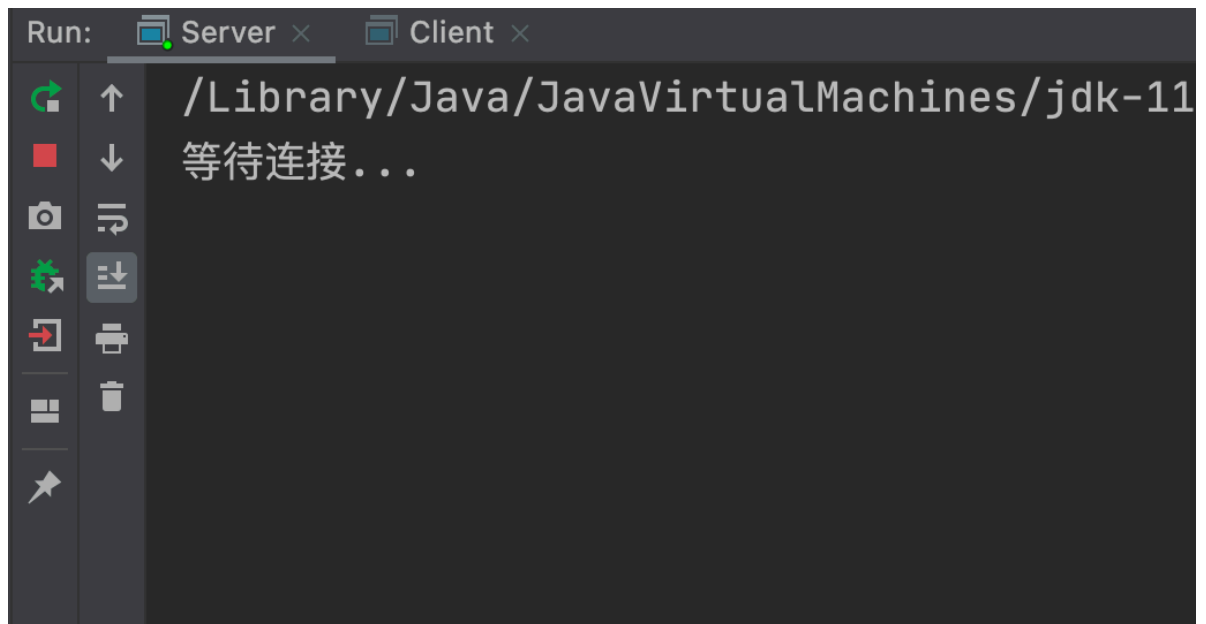 Run: Server Client
/Library/Java/JavaVirtualMachines/jdk-11
等待连接...